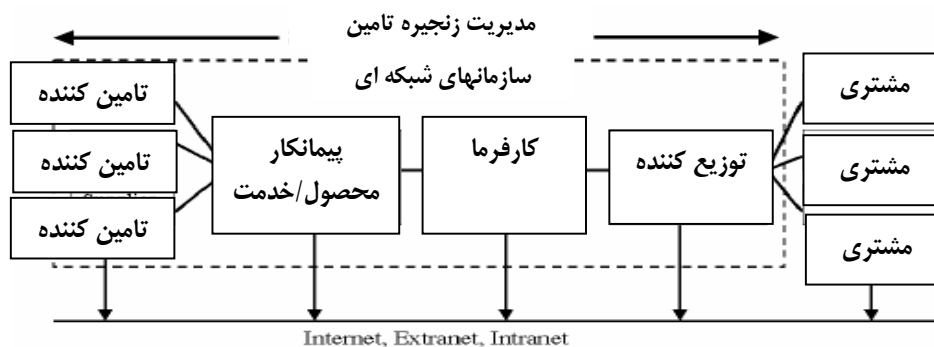 مدیریت زنجیره تامین
سازمانهای شبکه ای
تامین کننده
تامین کننده
تامین کننده
پیمانکار
محصول/خدمت
کارفرما
توزیع کننده
مشتری
مشتری
مشتری
Internet, Extranet, Intranet